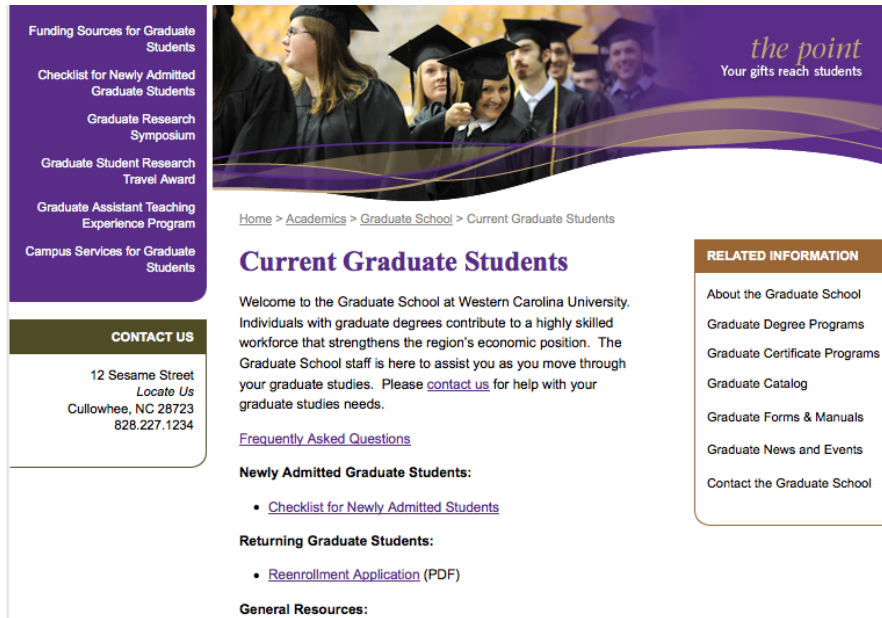 Funding Sources for Graduate
Students
Checklist for Newly Admitted
Graduate Students
Graduate Research
Symposium
Graduate Student Research
Travel Award
Graduate Assistant Teaching
Experience Program
Campus Services for Graduate
Students
CONTACT US
12 Sesame Street
Locate Us
Cullowhee, NC 28723
828.227.1234
the point
Your gifts reach students
Home > Academics > Graduate School > Current Graduate Students
Current Graduate Students
Welcome to the Graduate School at Western Carolina University.
Individuals with graduate degrees contribute to a highly skilled
workforce that strengthens the region's economic position.  The
Graduate School staff is here to assist you as you move through
your graduate studies.  Please contact us for help with your
graduate studies needs.
Frequently Asked Questions
Newly Admitted Graduate Students:
• Checklist for Newly Admitted Students
Returning Graduate Students:
• Reenrollment Application (PDF)
General Resources:
RELATED INFORMATION
About the Graduate School
Graduate Degree Programs
Graduate Certificate Programs
Graduate Catalog
Graduate Forms & Manuals
Graduate News and Events
Contact the Graduate School